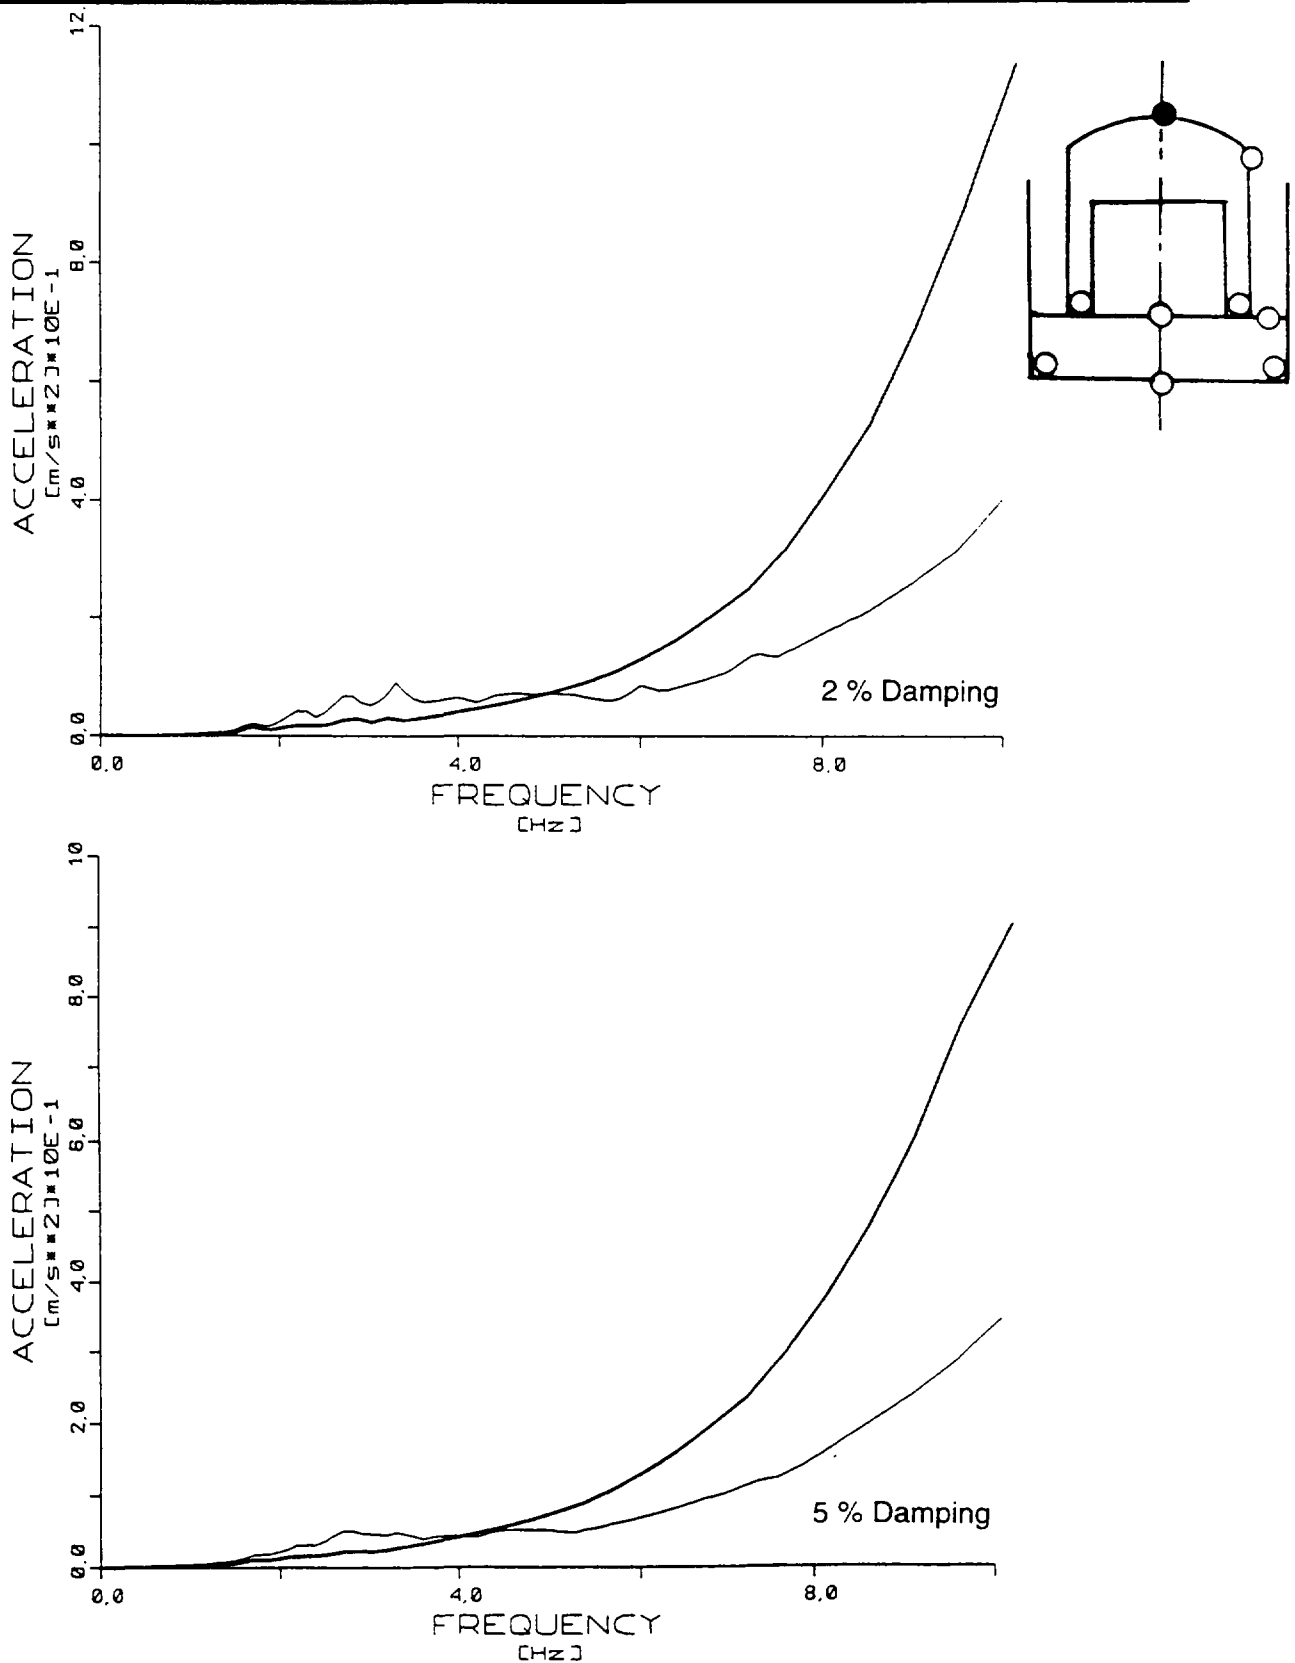 12.
8.0
4.0
0.0
ACCELERATION
[m/s**2]*10E-1
0.0 4.0 8.0
FREQUENCY
[Hz]
2 % Damping
10
8.0
6.0
4.0
2.0
0.0
ACCELERATION
[m/s**2]*10E-1
0.0 4.0 8.0
FREQUENCY
[Hz]
5 % Damping